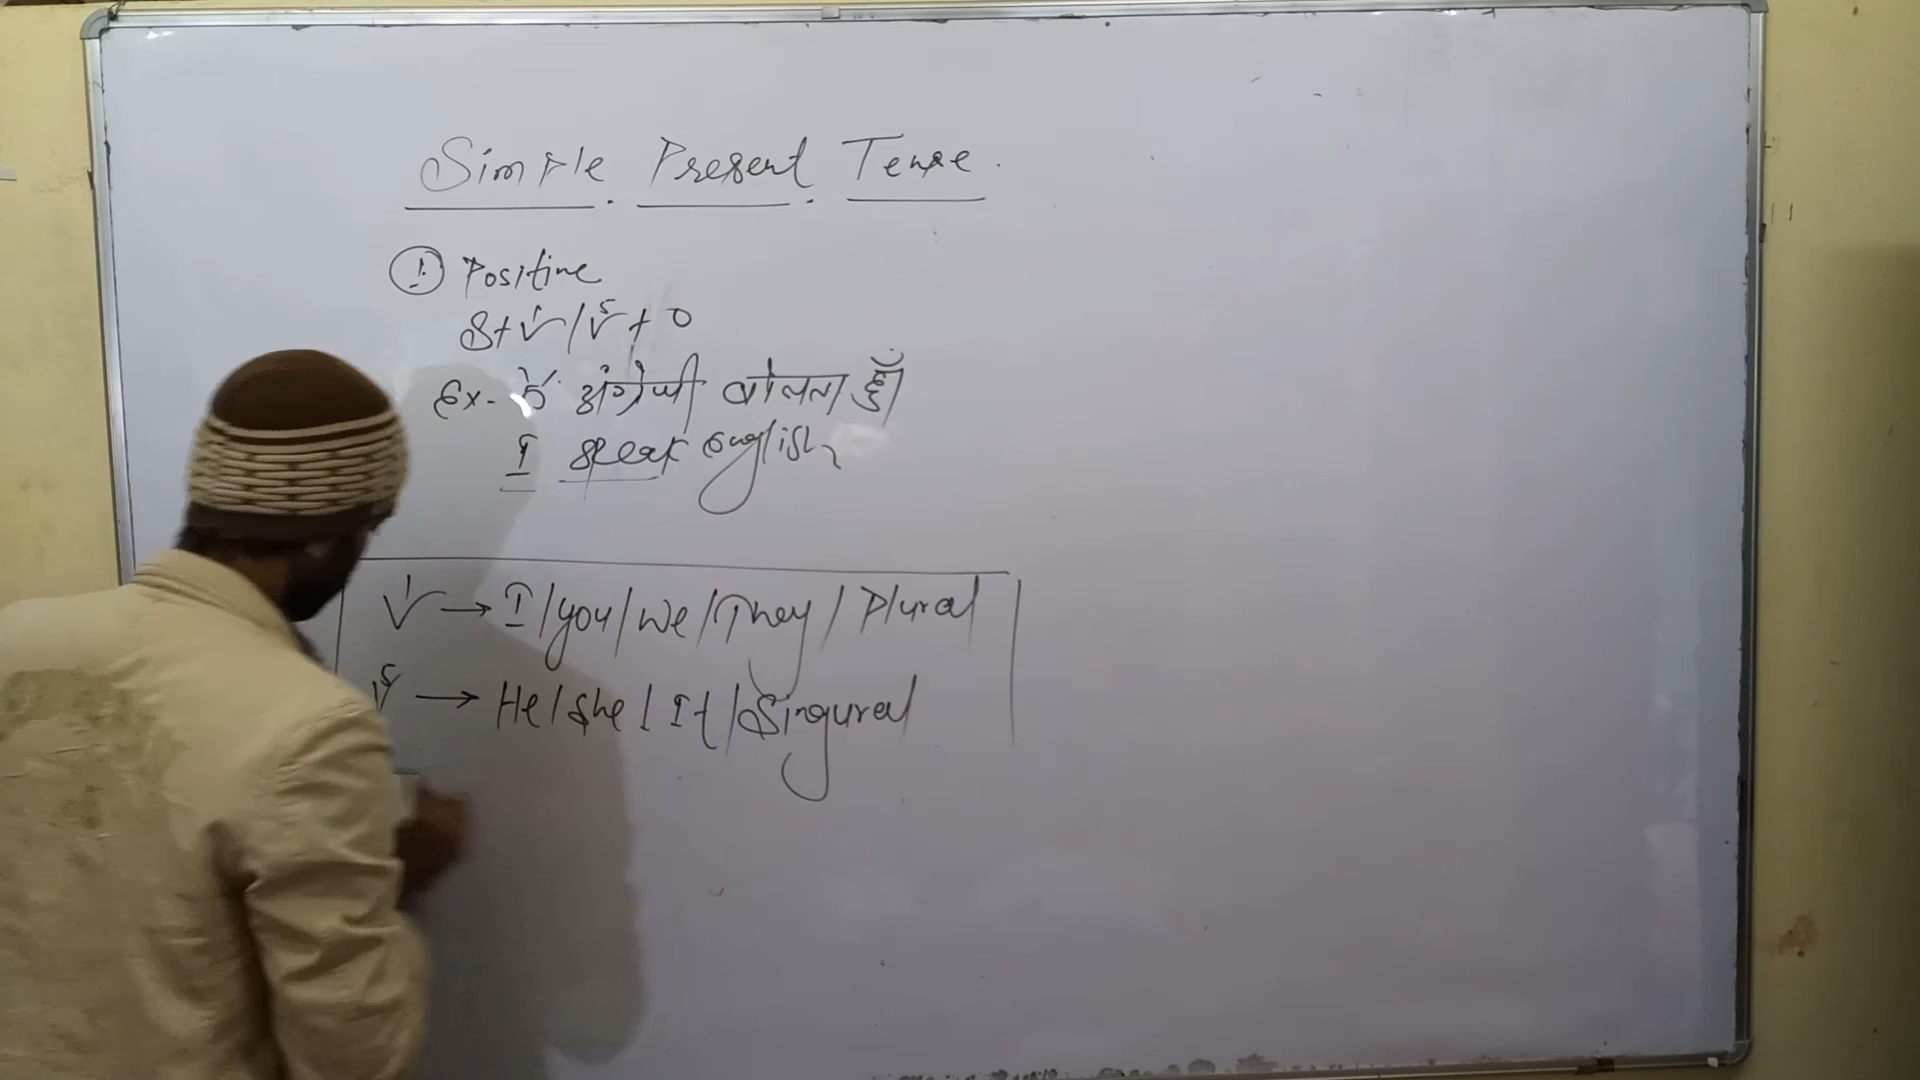 Simple Present Tense.
① Positive
S+V¹/V⁵+O
Ex- मैं अंग्रेजी बोलता हूँ
I speak english
V¹ → I/you/we/They/Plural
V⁵ → He/She/It/Singural